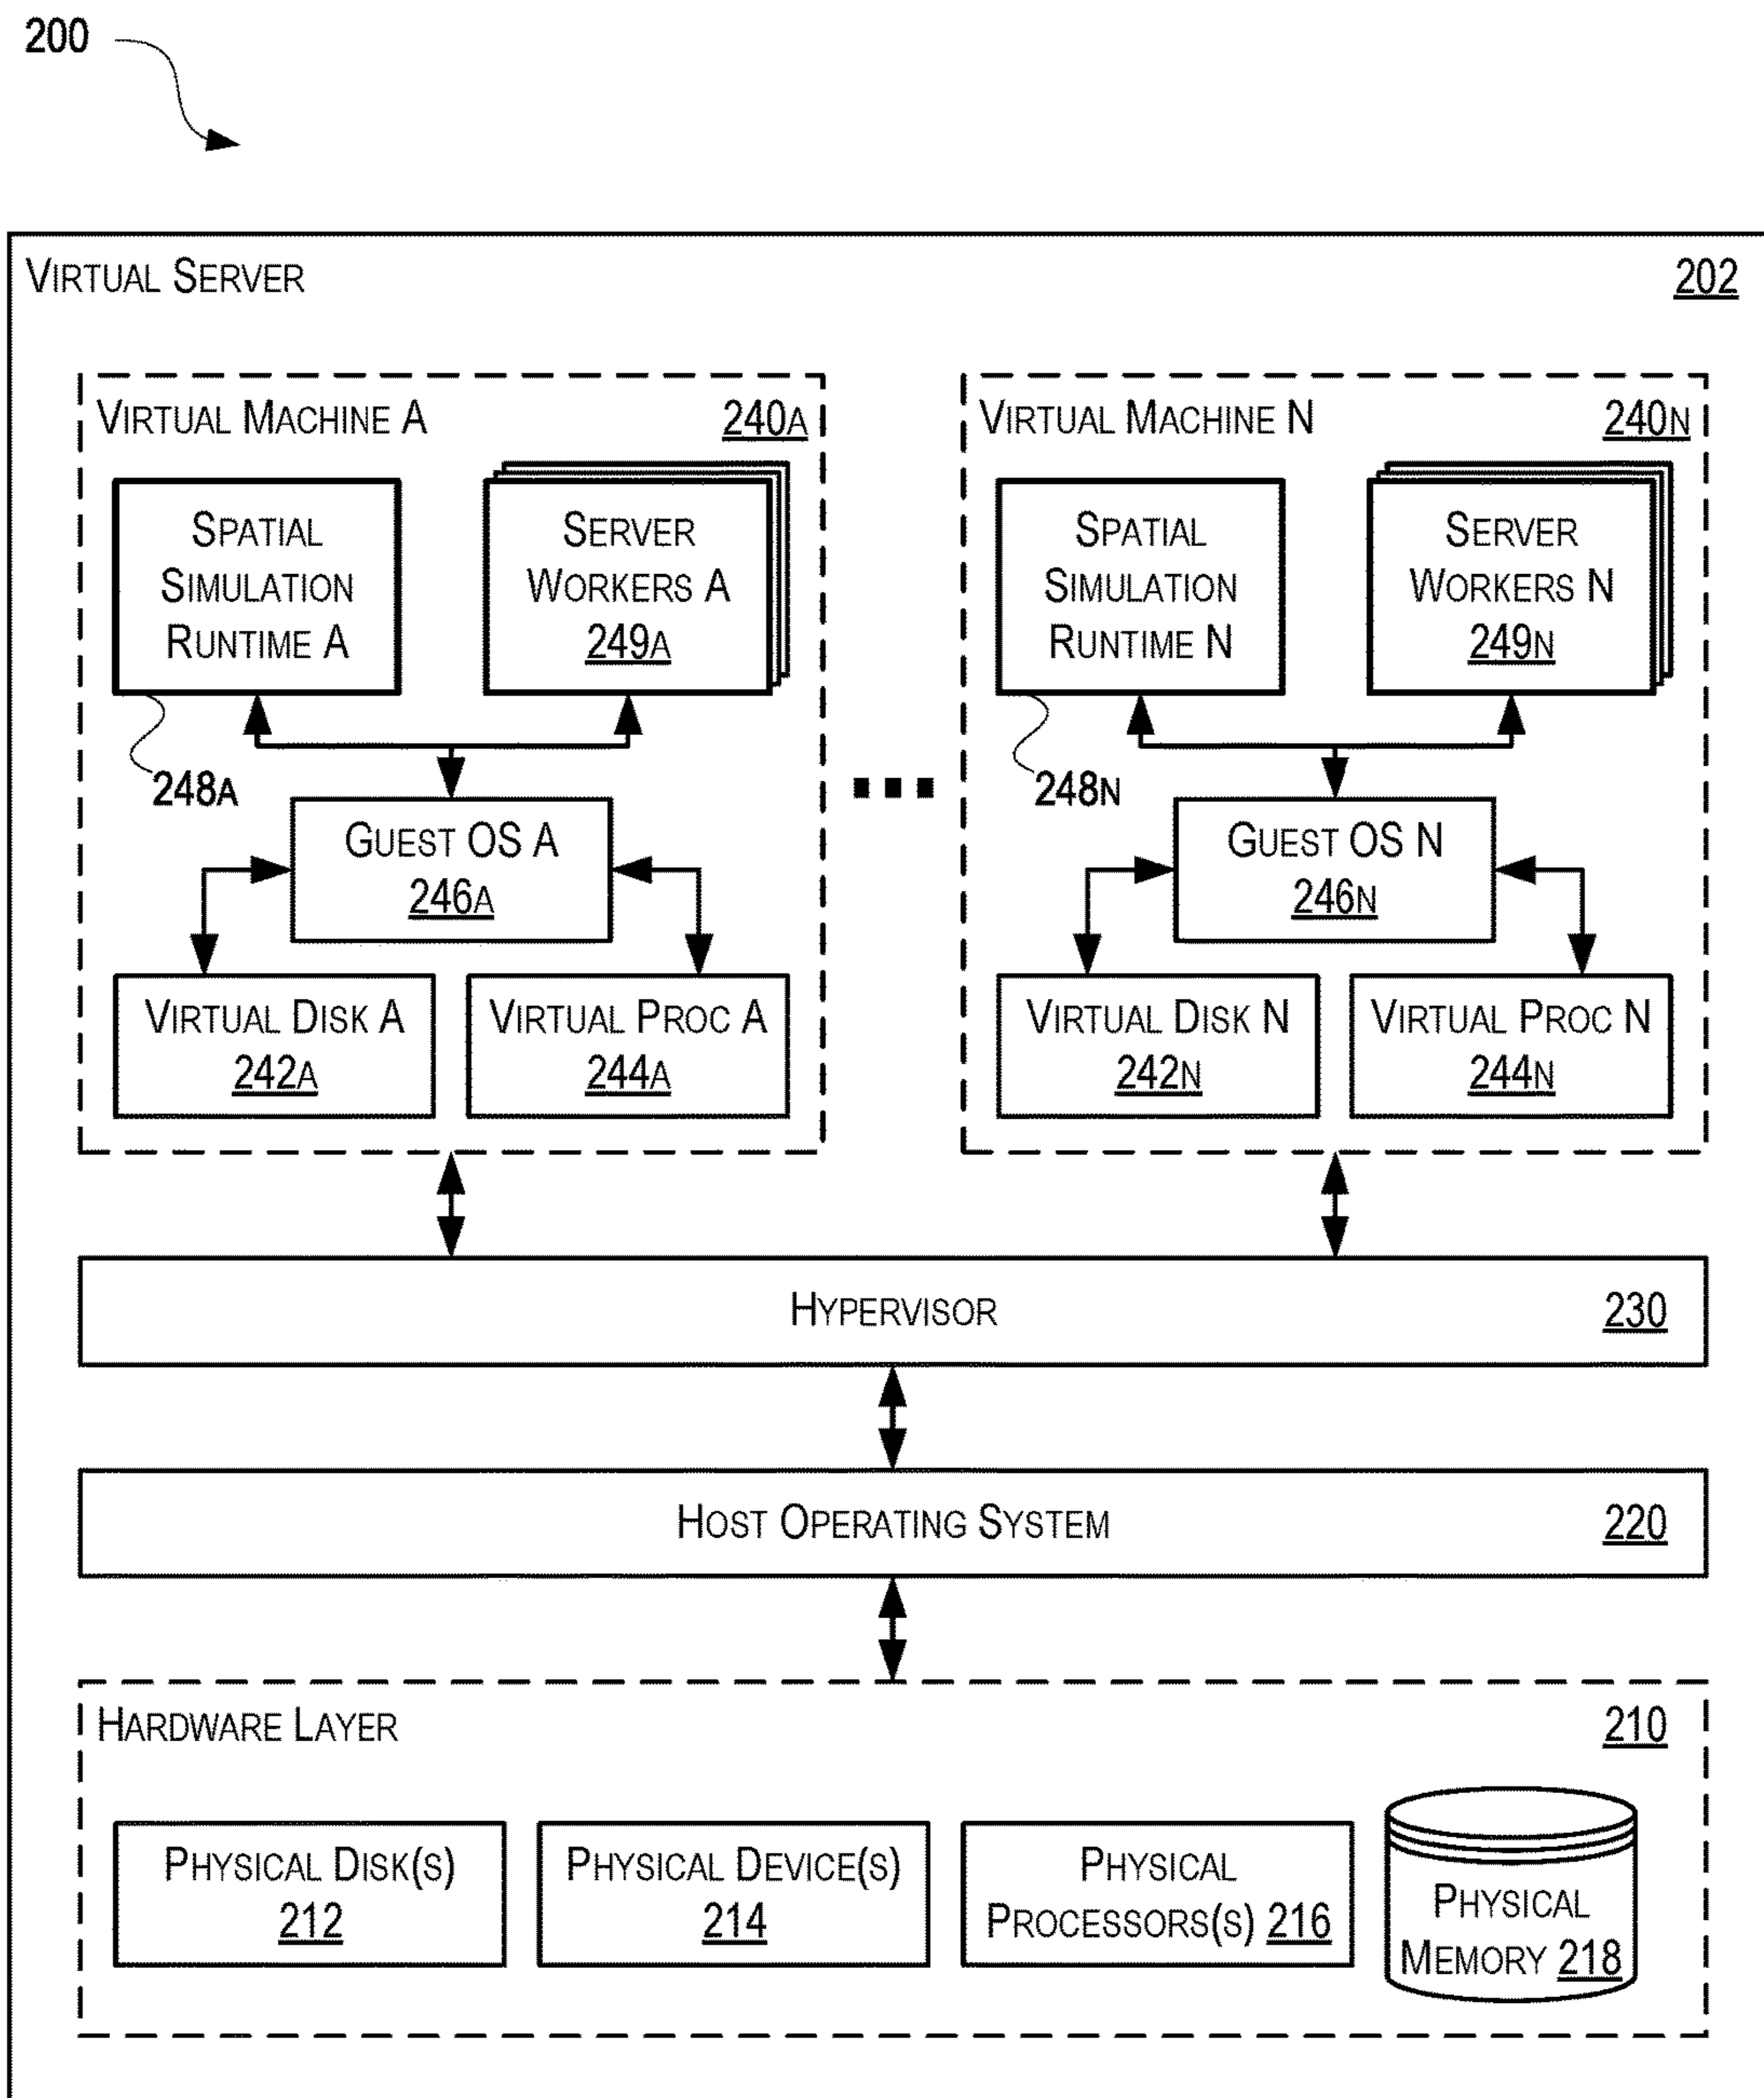 200
VIRTUAL SERVER 202
VIRTUAL MACHINE A 240A
SPATIAL
SIMULATION
RUNTIME A
SERVER
WORKERS A
249A
248A
GUEST OS A
246A
VIRTUAL DISK A
242A
VIRTUAL PROC A
244A
VIRTUAL MACHINE N 240N
SPATIAL
SIMULATION
RUNTIME N
SERVER
WORKERS N
249N
248N
GUEST OS N
246N
VIRTUAL DISK N
242N
VIRTUAL PROC N
244N
HYPERVISOR 230
HOST OPERATING SYSTEM 220
HARDWARE LAYER 210
PHYSICAL DISK(S)
212
PHYSICAL DEVICE(S)
214
PHYSICAL
PROCESSORS(S) 216
PHYSICAL
MEMORY 218